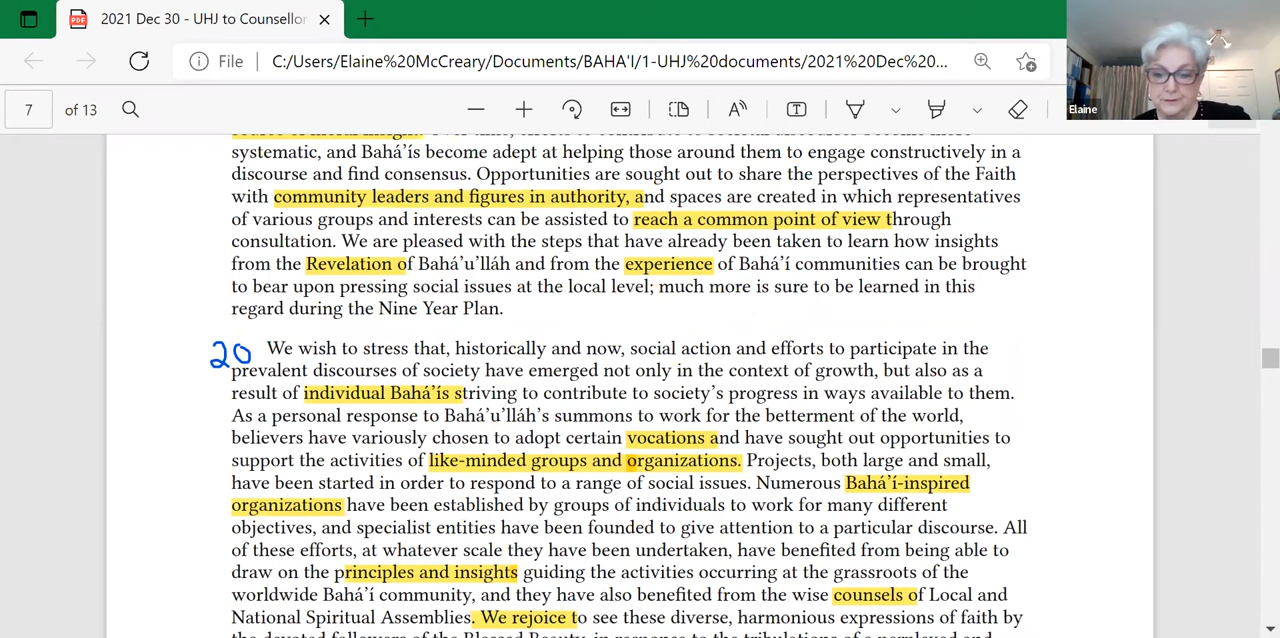 2021 Dec 30 - UHJ to Counsellor
File
C:/Users/Elaine%20McCreary/Documents/BAHA'I/1-UHJ%20documents/2021%20Dec%20...
Elaine
7 of 13
systematic, and Bahá'ís become adept at helping those around them to engage constructively in a
discourse and find consensus. Opportunities are sought out to share the perspectives of the Faith
with community leaders and figures in authority, and spaces are created in which representatives
of various groups and interests can be assisted to reach a common point of view through
consultation. We are pleased with the steps that have already been taken to learn how insights
from the Revelation of Bahá'u'lláh and from the experience of Bahá'í communities can be brought
to bear upon pressing social issues at the local level; much more is sure to be learned in this
regard during the Nine Year Plan.
20 We wish to stress that, historically and now, social action and efforts to participate in the
prevalent discourses of society have emerged not only in the context of growth, but also as a
result of individual Bahá'ís striving to contribute to society's progress in ways available to them.
As a personal response to Bahá'u'lláh's summons to work for the betterment of the world,
believers have variously chosen to adopt certain vocations and have sought out opportunities to
support the activities of like-minded groups and organizations. Projects, both large and small,
have been started in order to respond to a range of social issues. Numerous Bahá'í-inspired
organizations have been established by groups of individuals to work for many different
objectives, and specialist entities have been founded to give attention to a particular discourse. All
of these efforts, at whatever scale they have been undertaken, have benefited from being able to
draw on the principles and insights guiding the activities occurring at the grassroots of the
worldwide Bahá'í community, and they have also benefited from the wise counsels of Local and
National Spiritual Assemblies. We rejoice to see these diverse, harmonious expressions of faith by